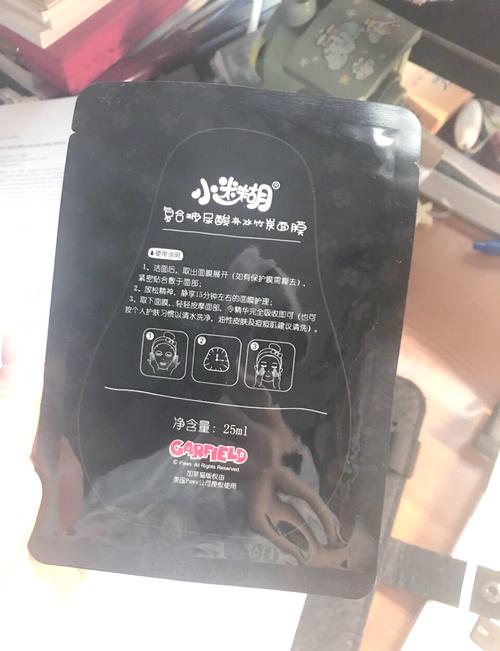 小迷糊®
复合玻尿酸补水竹炭面膜
使用说明
1、洁面后，取出面膜展开（如有保护膜需撕去）。
紧密贴合敷于面部；
2、放松精神，静享15分钟左右的面膜护理；
3、取下面膜，轻轻按摩面部，令精华完全吸收即可（也可
按个人护肤习惯以清水洗净，油性皮肤及痘痘肌建议清洗）。
1 2 3
净含量：25ml
GARFIELD
© Paws. All Rights Reserved.
加菲猫版权由
美国Paws公司授权使用